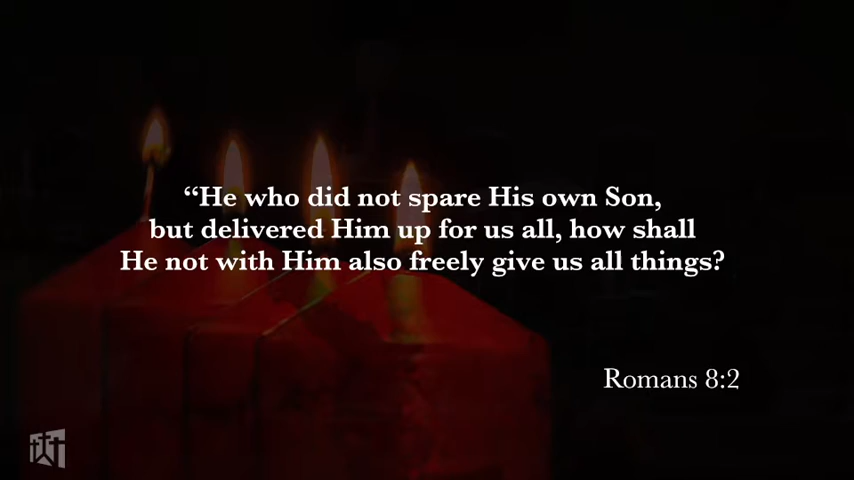 “He who did not spare His own Son,
but delivered Him up for us all, how shall
He not with Him also freely give us all things?
Romans 8:2